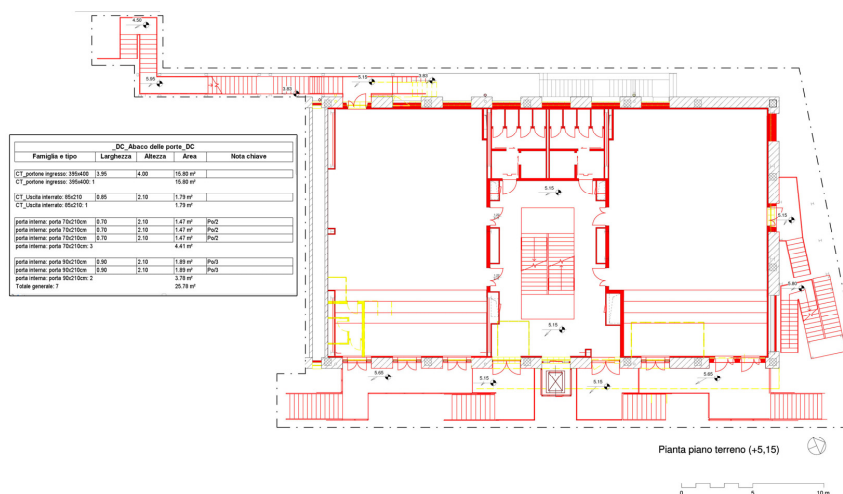 4.50
5.95
3.83
5.15
3.83
_DC_Abaco delle porte_DC
Famiglia e tipo Larghezza Altezza Area Nota chiave
CT_portone ingresso: 395x400 3.95 4.00 15.80 m²
CT_portone ingresso: 395x400: 1 15.80 m²
CT_Uscita interrato: 85x210 0.85 2.10 1.79 m²
CT_Uscita interrato: 85x210: 1 1.79 m²
porta interna: porta 70x210cm 0.70 2.10 1.47 m² Po/2
porta interna: porta 70x210cm 0.70 2.10 1.47 m² Po/2
porta interna: porta 70x210cm 0.70 2.10 1.47 m² Po/2
porta interna: porta 70x210cm: 3 4.41 m²
porta interna: porta 90x210cm 0.90 2.10 1.89 m² Po/3
porta interna: porta 90x210cm 0.90 2.10 1.89 m² Po/3
porta interna: porta 90x210cm: 2 3.78 m²
Totale generale: 7 25.78 m²
5.15
5.15
5.60
5.15
5.65
5.15
5.15
5.65
Pianta piano terreno (+5,15)
0 5 10 m